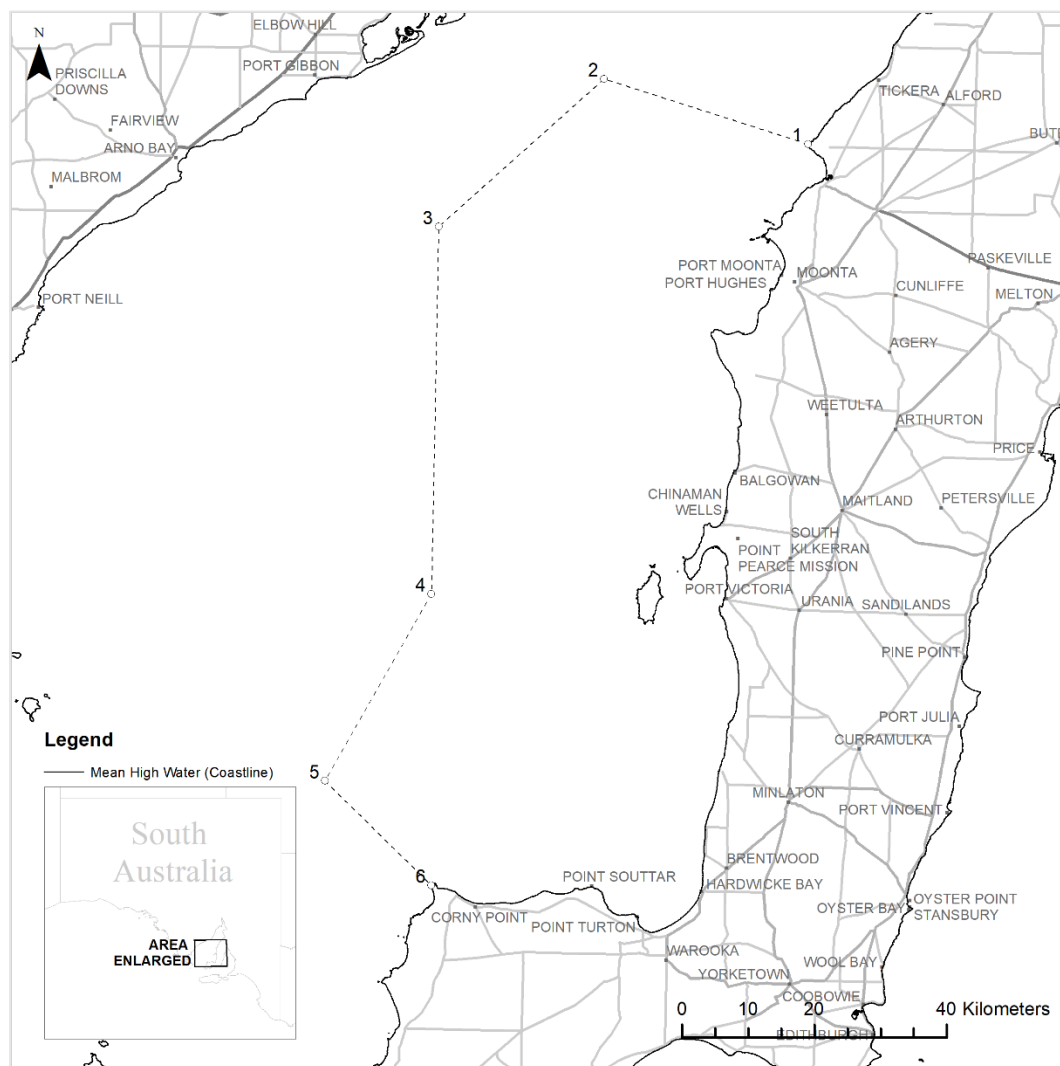 N
ELBOW HILL
PORT GIBBON
PRISCILLA
DOWNS
FAIRVIEW
ARNO BAY
MALBROM
PORT NEILL
2
1
3
TICKERA
ALFORD
PASKEVILLE
PORT MOONTA
MOONTA
PORT HUGHES
CUNLIFFE
MELTON
AGERY
WEETULTA
ARTHURTON
PRICE
BALGOWAN
CHINAMAN
WELLS
MAITLAND
PETERSVILLE
SOUTH
KILKERRAN
POINT
PEARCE MISSION
4
PORT VICTORIA
URANIA
SANDILANDS
PINE POINT
PORT JULIA
CURRAMULKA
5
MINLATON
PORT VINCENT
BRENTWOOD
6
POINT SOUTTAR
HARDWICKE BAY
CORNY POINT
POINT TURTON
OYSTER BAY
OYSTER POINT
STANSBURY
WAROOKA
WOOL BAY
YORKETOWN
COOBOWIE
EDITHBURGH
0 10 20 40 Kilometers
Legend
Mean High Water (Coastline)
South
Australia
AREA
ENLARGED